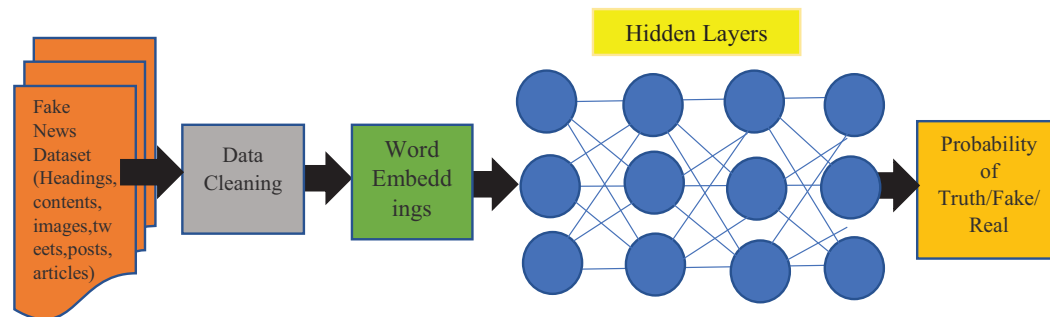 Fake
News
Dataset
(Headings,
contents,
images,tw
eets,posts,
articles)
Data
Cleaning
Word
Embedd
ings
Hidden Layers
Probability
of
Truth/Fake/
Real